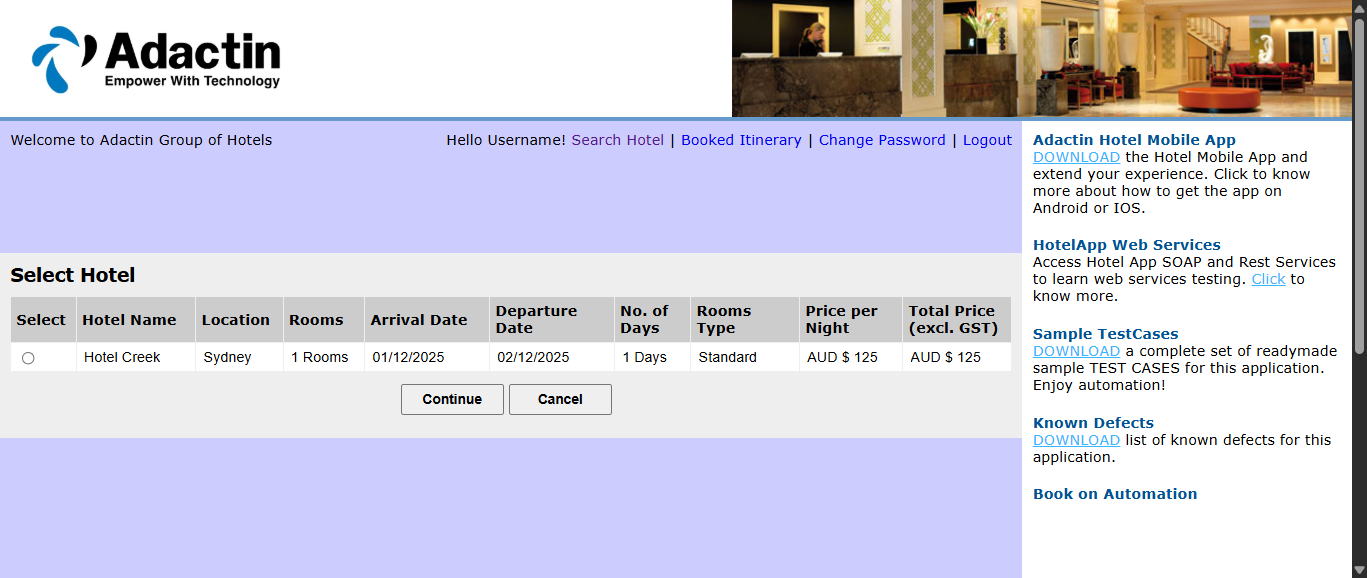 Adactin
Empower With Technology
Welcome to Adactin Group of Hotels
Hello Username! Search Hotel | Booked Itinerary | Change Password | Logout
Select Hotel
Select Hotel Name Location Rooms Arrival Date Departure Date No. of Days Rooms Type Price per Night Total Price (excl. GST)
Hotel Creek Sydney 1 Rooms 01/12/2025 02/12/2025 1 Days Standard AUD $ 125 AUD $ 125
Continue Cancel
Adactin Hotel Mobile App
DOWNLOAD the Hotel Mobile App and
extend your experience. Click to know
more about how to get the app on
Android or IOS.
HotelApp Web Services
Access Hotel App SOAP and Rest Services
to learn web services testing. Click to
know more.
Sample TestCases
DOWNLOAD a complete set of readymade
sample TEST CASES for this application.
Enjoy automation!
Known Defects
DOWNLOAD list of known defects for this
application.
Book on Automation